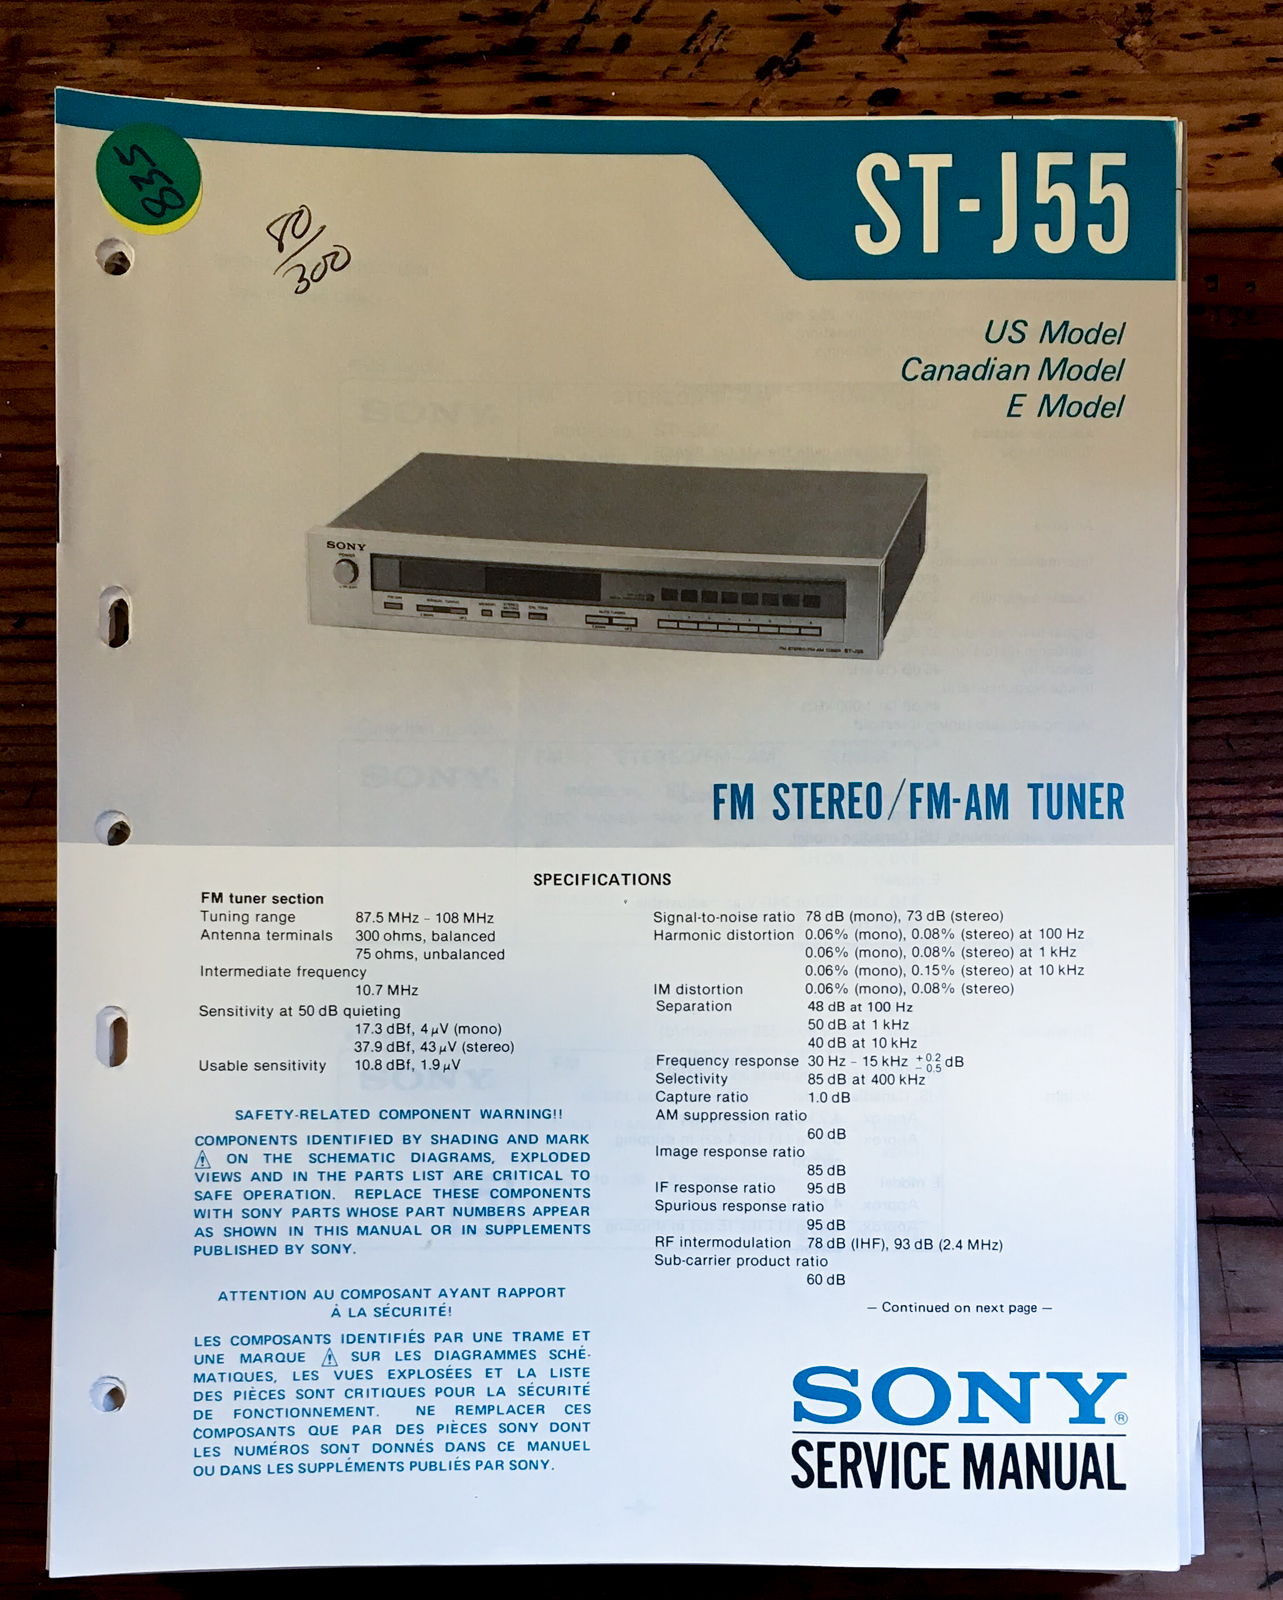 835
80/300
ST-J55
US Model
Canadian Model
E Model
SONY
POWER
FM STEREO/FM-AM TUNER ST-J55
FM STEREO/FM-AM TUNER
SPECIFICATIONS
FM tuner section
Tuning range 87.5 MHz – 108 MHz
Antenna terminals 300 ohms, balanced
75 ohms, unbalanced
Intermediate frequency
10.7 MHz
Sensitivity at 50 dB quieting
17.3 dBf, 4 μV (mono)
37.9 dBf, 43 μV (stereo)
Usable sensitivity 10.8 dBf, 1.9 μV
SAFETY-RELATED COMPONENT WARNING!!
COMPONENTS IDENTIFIED BY SHADING AND MARK
⚠ ON THE SCHEMATIC DIAGRAMS, EXPLODED
VIEWS AND IN THE PARTS LIST ARE CRITICAL TO
SAFE OPERATION. REPLACE THESE COMPONENTS
WITH SONY PARTS WHOSE PART NUMBERS APPEAR
AS SHOWN IN THIS MANUAL OR IN SUPPLEMENTS
PUBLISHED BY SONY.
ATTENTION AU COMPOSANT AYANT RAPPORT
À LA SÉCURITÉ!
LES COMPOSANTS IDENTIFIÉS PAR UNE TRAME ET
UNE MARQUE ⚠ SUR LES DIAGRAMMES SCHÉ-
MATIQUES, LES VUES EXPLOSÉES ET LA LISTE
DES PIÈCES SONT CRITIQUES POUR LA SÉCURITÉ
DE FONCTIONNEMENT. NE REMPLACER CES
COMPOSANTS QUE PAR DES PIÈCES SONY DONT
LES NUMÉROS SONT DONNÉS DANS CE MANUEL
OU DANS LES SUPPLÉMENTS PUBLIÉS PAR SONY.
Signal-to-noise ratio 78 dB (mono), 73 dB (stereo)
Harmonic distortion 0.06% (mono), 0.08% (stereo) at 100 Hz
0.06% (mono), 0.08% (stereo) at 1 kHz
0.06% (mono), 0.15% (stereo) at 10 kHz
IM distortion 0.06% (mono), 0.08% (stereo)
Separation 48 dB at 100 Hz
50 dB at 1 kHz
40 dB at 10 kHz
Frequency response 30 Hz – 15 kHz +0.2 −0.5 dB
Selectivity 85 dB at 400 kHz
Capture ratio 1.0 dB
AM suppression ratio
60 dB
Image response ratio
85 dB
IF response ratio 95 dB
Spurious response ratio
95 dB
RF intermodulation 78 dB (IHF), 93 dB (2.4 MHz)
Sub-carrier product ratio
60 dB
— Continued on next page —
SONY®
SERVICE MANUAL